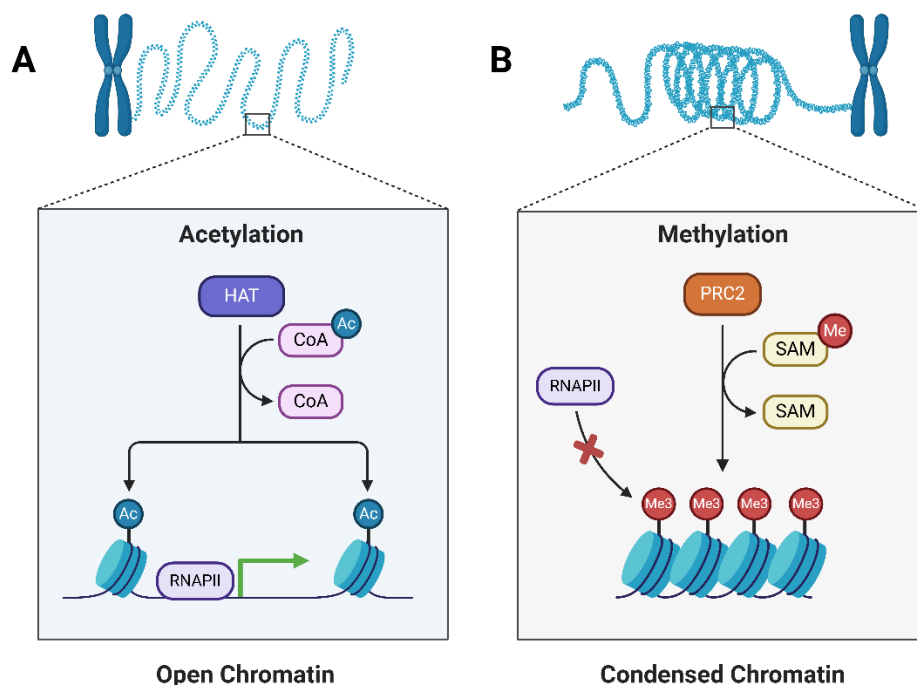 A
Acetylation
HAT
Ac
CoA
CoA
Ac
Ac
RNAPII
Open Chromatin
B
Methylation
PRC2
Me
SAM
RNAPII
SAM
Me3
Me3
Me3
Me3
Condensed Chromatin